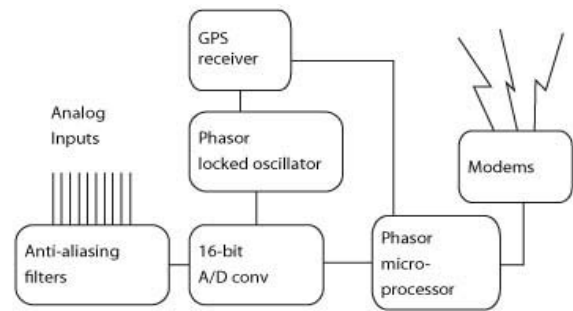 GPS
receiver
Analog
Inputs
Phasor
locked oscillator
Modems
Anti-aliasing
filters
16-bit
A/D conv
Phasor
micro-
processor